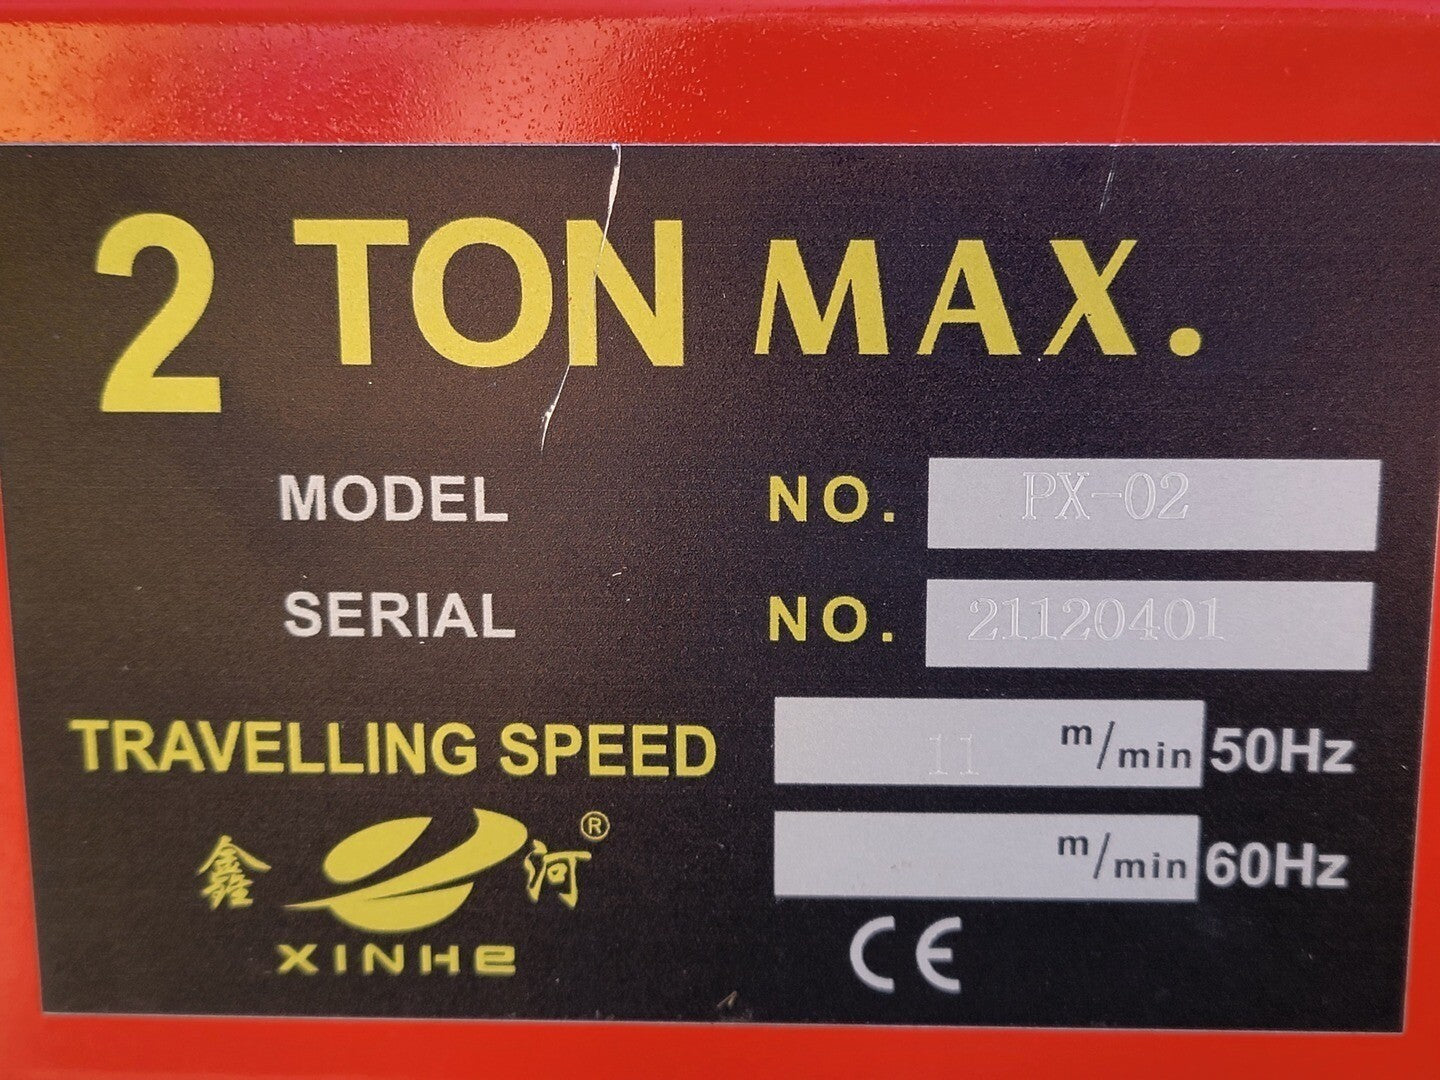 2 TON MAX.
MODEL NO. PX-02
SERIAL NO. 21120401
TRAVELLING SPEED 11 m/min 50Hz
m/min 60Hz
鑫 河 ®
XINHE
CE